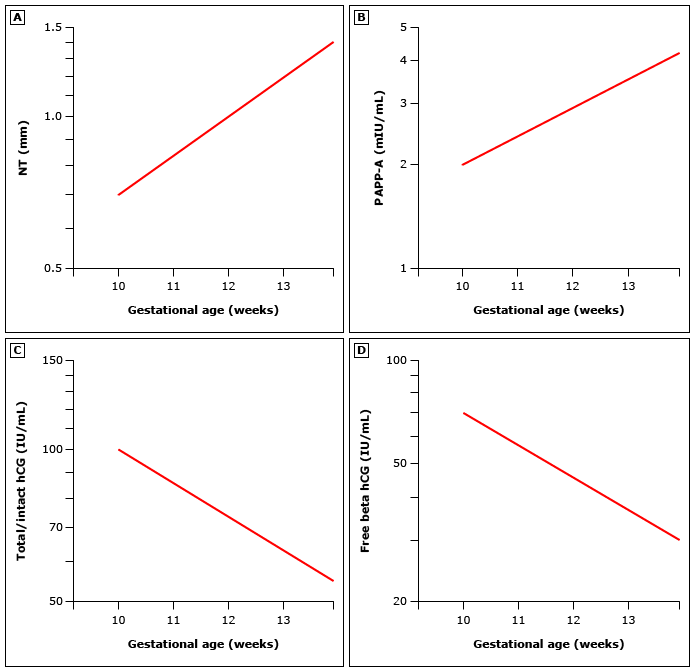 A
1.5
1.0
0.5
NT (mm)
10 11 12 13
Gestational age (weeks)
B
5
4
3
2
1
PAPP-A (mIU/mL)
10 11 12 13
Gestational age (weeks)
C
150
100
70
50
Total/intact hCG (IU/mL)
10 11 12 13
Gestational age (weeks)
D
100
50
20
Free beta hCG (IU/mL)
10 11 12 13
Gestational age (weeks)